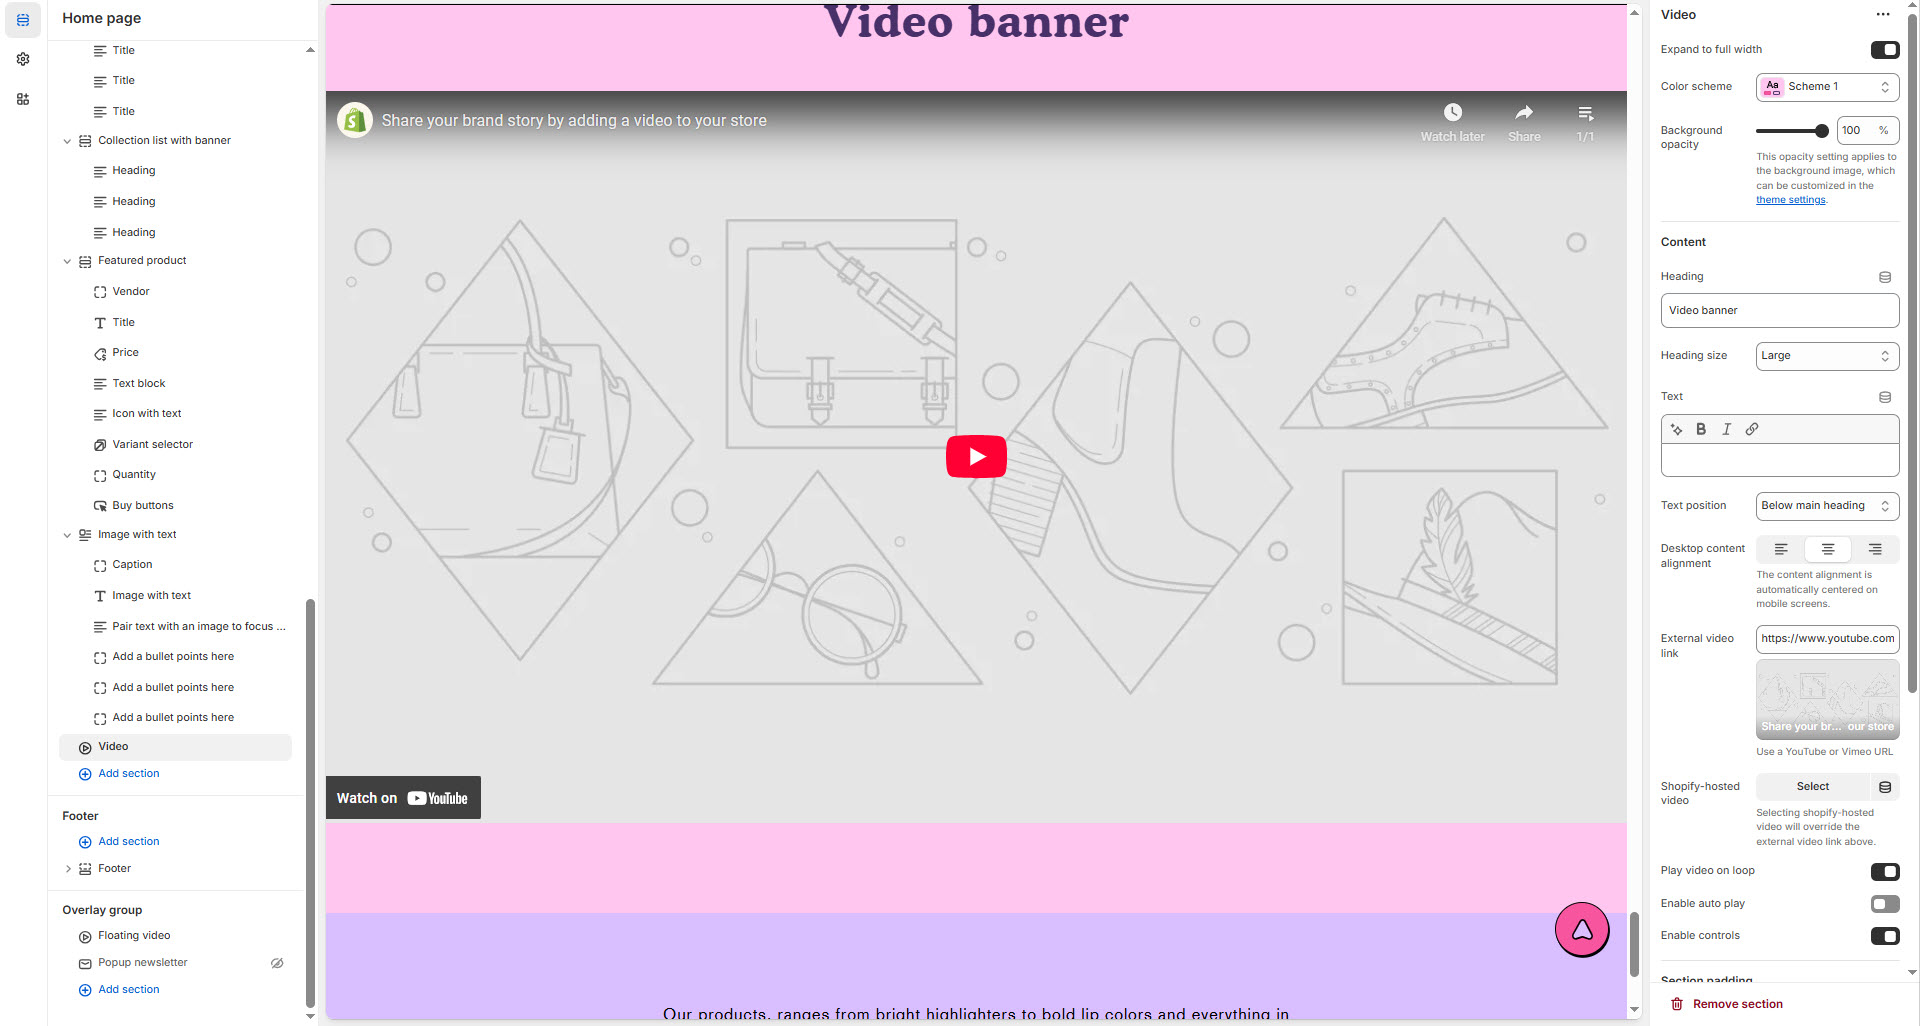 Home page
Title
Title
Title
Collection list with banner
Heading
Heading
Heading
Featured product
Vendor
Title
Price
Text block
Icon with text
Variant selector
Quantity
Buy buttons
Image with text
Caption
Image with text
Pair text with an image to focus ...
Add a bullet points here
Add a bullet points here
Add a bullet points here
Video
Add section
Footer
Add section
Footer
Overlay group
Floating video
Popup newsletter
Add section
Video banner
Share your brand story by adding a video to your store
Watch later
Share
1/1
Watch on YouTube
Our products, ranges from bright highlighters to bold lip colors and everything in
Video
Expand to full width
Color scheme
Aa
Scheme 1
Background
opacity
100 %
This opacity setting applies to
the background image, which
can be customized in the
theme settings.
Content
Heading
Video banner
Heading size
Large
Text
B I
Text position
Below main heading
Desktop content
alignment
The content alignment is
automatically centered on
mobile screens.
External video
link
https://www.youtube.com
Share your br... our store
Use a YouTube or Vimeo URL
Shopify-hosted
video
Select
Selecting shopify-hosted
video will override the
external video link above.
Play video on loop
Enable auto play
Enable controls
Section padding
Remove section